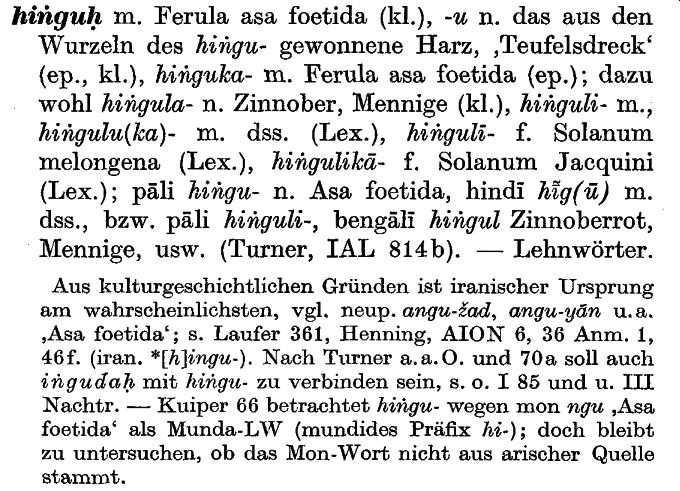 hiṅguḥ m. Ferula asa foetida (kl.), -u n. das aus den
Wurzeln des hiṅgu- gewonnene Harz, ‚Teufelsdreck‘
(ep., kl.), hiṅguka- m. Ferula asa foetida (ep.); dazu
wohl hiṅgula- n. Zinnober, Mennige (kl.), hiṅguli- m.,
hiṅgulu(ka)- m. dss. (Lex.), hiṅgulī- f. Solanum
melongena (Lex.), hiṅgulikā- f. Solanum Jacquini
(Lex.); pāli hiṅgu- n. Asa foetida, hindī hī̃g(ū) m.
dss., bzw. pāli hiṅguli-, bengālī hiṅgul Zinnoberrot,
Mennige, usw. (Turner, IAL 814b). — Lehnwörter.
Aus kulturgeschichtlichen Gründen ist iranischer Ursprung
am wahrscheinlichsten, vgl. neup. angu-žad, angu-yān u. a.
‚Asa foetida‘; s. Laufer 361, Henning, AION 6, 36 Anm. 1,
46f. (iran. *[h]ingu-). Nach Turner a. a. O. und 70a soll auch
iṅgudaḥ mit hiṅgu- zu verbinden sein, s. o. I 85 und u. III
Nachtr. — Kuiper 66 betrachtet hiṅgu- wegen mon ngu ‚Asa
foetida‘ als Munda-LW (mundides Präfix hi-); doch bleibt
zu untersuchen, ob das Mon-Wort nicht aus arischer Quelle
stammt.